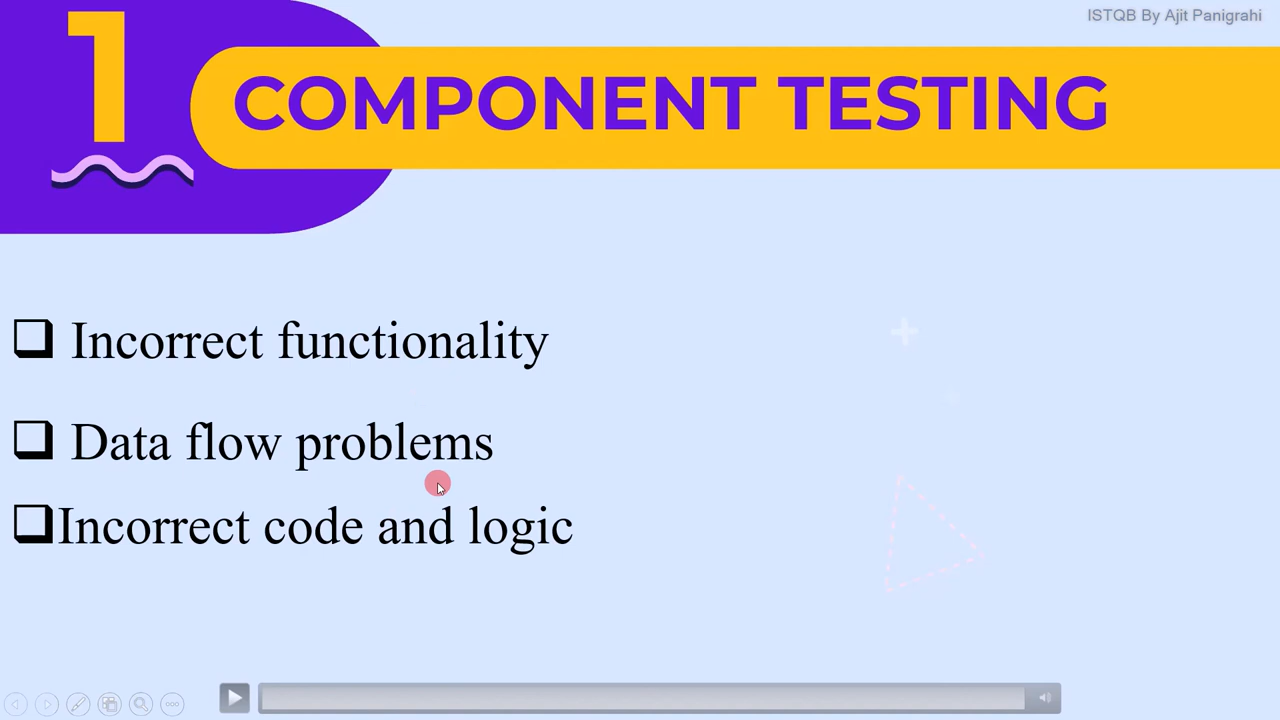 ISTQB By Ajit Panigrahi
1
COMPONENT TESTING
Incorrect functionality
Data flow problems
Incorrect code and logic